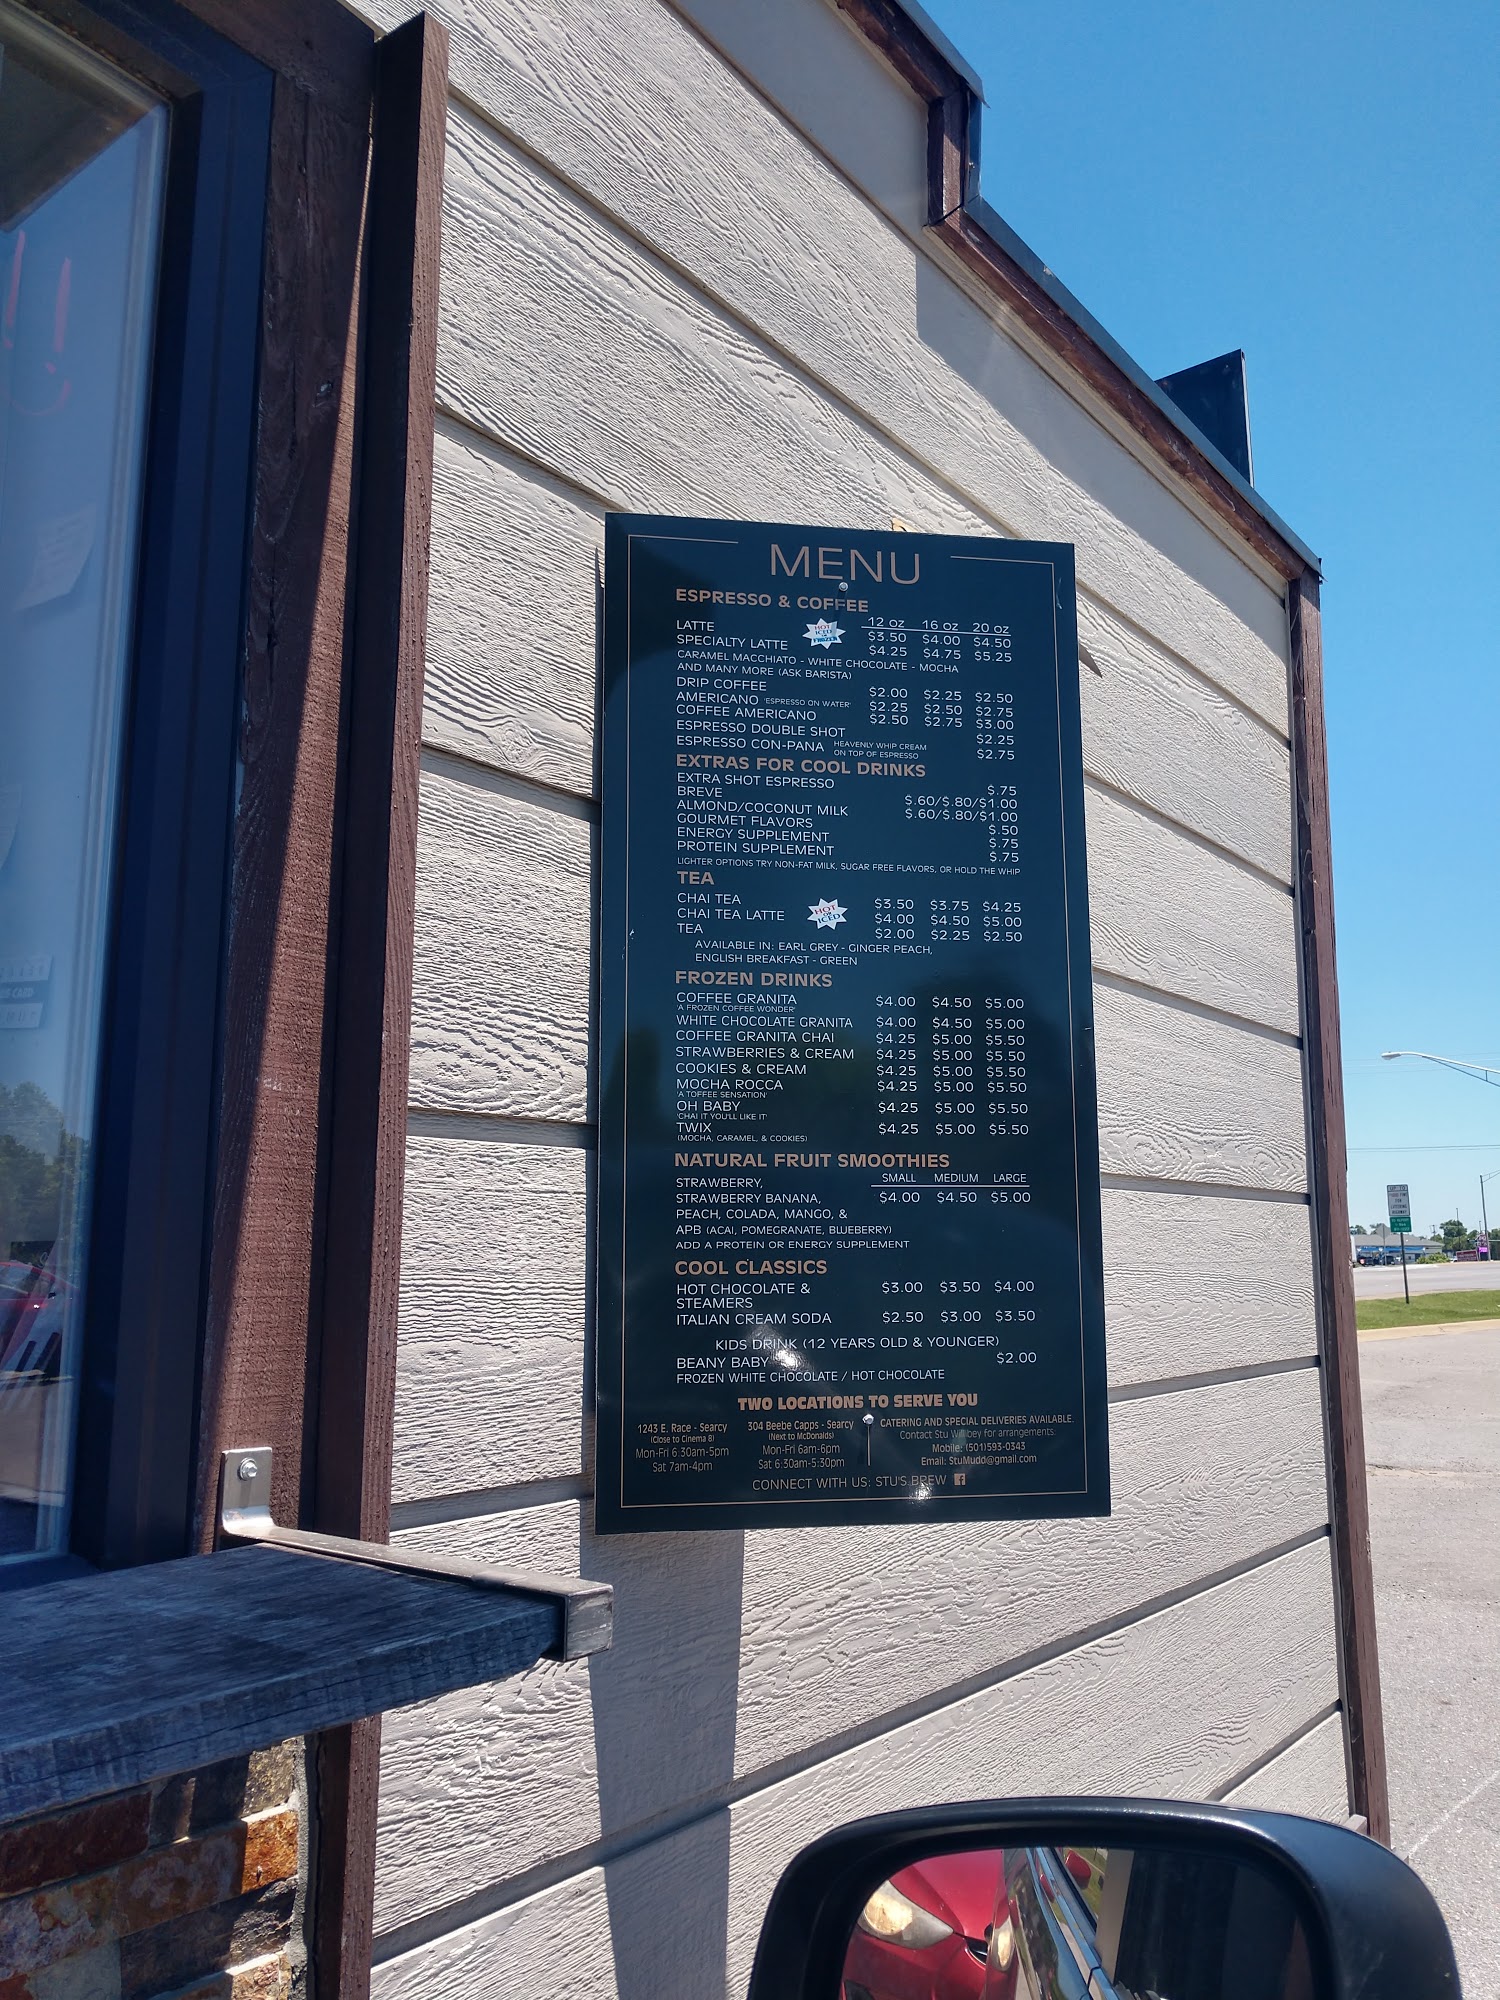 MENU
ESPRESSO & COFFEE
12 oz 16 oz 20 oz
LATTE $3.50 $4.00 $4.50
HOT ICED FROZEN
SPECIALTY LATTE $4.25 $4.75 $5.25
CARAMEL MACCHIATO - WHITE CHOCOLATE - MOCHA
AND MANY MORE (ASK BARISTA)
DRIP COFFEE $2.00 $2.25 $2.50
AMERICANO 'ESPRESSO ON WATER' $2.25 $2.50 $2.75
COFFEE AMERICANO $2.50 $2.75 $3.00
ESPRESSO DOUBLE SHOT $2.25
ESPRESSO CON-PANA HEAVENLY WHIP CREAM ON TOP OF ESPRESSO $2.75
EXTRAS FOR COOL DRINKS
EXTRA SHOT ESPRESSO $.75
BREVE $.60/$.80/$1.00
ALMOND/COCONUT MILK $.60/$.80/$1.00
GOURMET FLAVORS $.50
ENERGY SUPPLEMENT $.75
PROTEIN SUPPLEMENT $.75
LIGHTER OPTIONS TRY NON-FAT MILK, SUGAR FREE FLAVORS, OR HOLD THE WHIP
TEA
CHAI TEA $3.50 $3.75 $4.25
HOT OR ICED
CHAI TEA LATTE $4.00 $4.50 $5.00
TEA $2.00 $2.25 $2.50
AVAILABLE IN: EARL GREY - GINGER PEACH,
ENGLISH BREAKFAST - GREEN
FROZEN DRINKS
COFFEE GRANITA $4.00 $4.50 $5.00
'A FROZEN COFFEE WONDER'
WHITE CHOCOLATE GRANITA $4.00 $4.50 $5.00
COFFEE GRANITA CHAI $4.25 $5.00 $5.50
STRAWBERRIES & CREAM $4.25 $5.00 $5.50
COOKIES & CREAM $4.25 $5.00 $5.50
MOCHA ROCCA $4.25 $5.00 $5.50
'A TOFFEE SENSATION'
OH BABY $4.25 $5.00 $5.50
'CHAI IT YOU'LL LIKE IT'
TWIX $4.25 $5.00 $5.50
(MOCHA, CARAMEL, & COOKIES)
NATURAL FRUIT SMOOTHIES
SMALL MEDIUM LARGE
STRAWBERRY,
STRAWBERRY BANANA, $4.00 $4.50 $5.00
PEACH, COLADA, MANGO, &
APB (ACAI, POMEGRANATE, BLUEBERRY)
ADD A PROTEIN OR ENERGY SUPPLEMENT
COOL CLASSICS
HOT CHOCOLATE & $3.00 $3.50 $4.00
STEAMERS
ITALIAN CREAM SODA $2.50 $3.00 $3.50
KIDS DRINK (12 YEARS OLD & YOUNGER)
BEANY BABY $2.00
FROZEN WHITE CHOCOLATE / HOT CHOCOLATE
TWO LOCATIONS TO SERVE YOU
1243 E. Race - Searcy
(Close to Cinema 8)
Mon-Fri 6:30am-5pm
Sat 7am-4pm
304 Beebe Capps - Searcy
(Next to McDonalds)
Mon-Fri 6am-6pm
Sat 6:30am-5:30pm
CATERING AND SPECIAL DELIVERIES AVAILABLE.
Contact Stu Willbey for arrangements:
Mobile: (501)593-0343
Email: StuMudd@gmail.com
CONNECT WITH US: STU'S BREW f